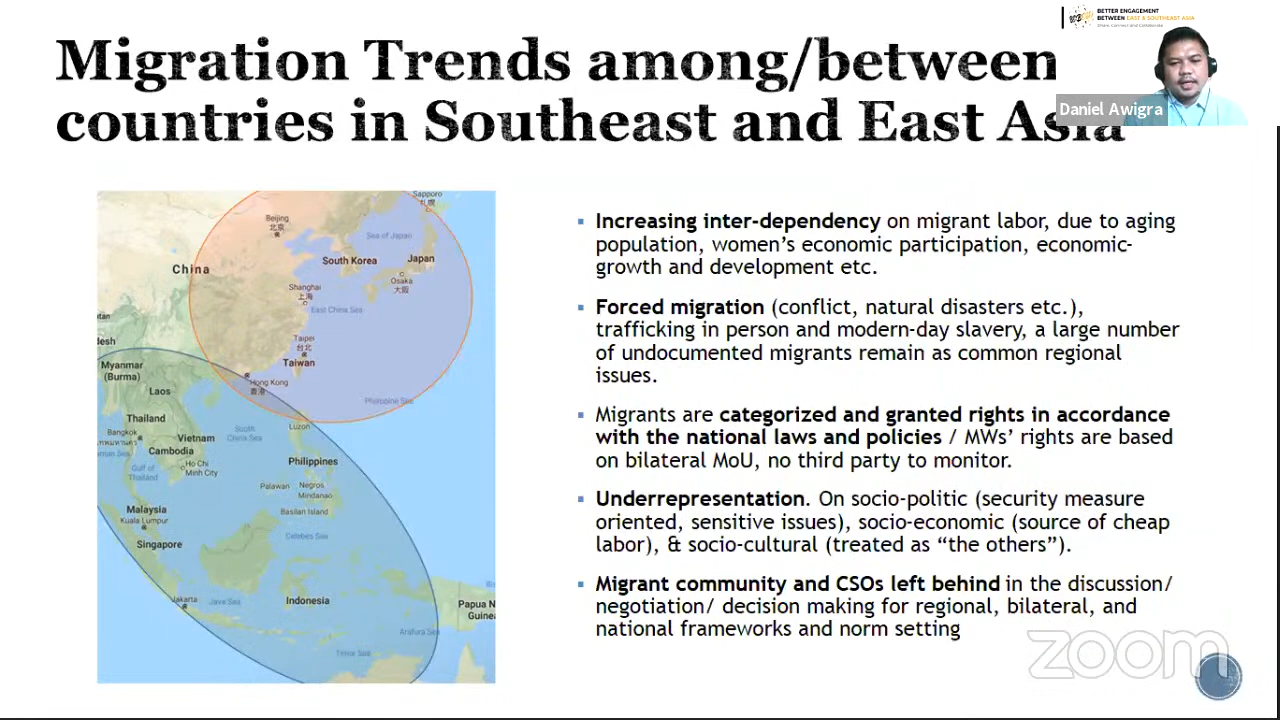 BETTER ENGAGEMENT
BETWEEN EAST & SOUTHEAST ASIA
Share, Connect and Collaborate
Migration Trends among/between
countries in Southeast and East Asia
Daniel Awigra
Sapporo
札幌
Beijing
北京
Sea of Japan
South Korea
Japan
China
Osaka
大阪
Shanghai
上海
East China Sea
Taipei
台北
Taiwan
desh
Myanmar
(Burma)
Hong Kong
香港
Laos
Philippine Sea
Luzon
Thailand
South
China Sea
Bangkok
Vietnam
Cambodia
Gulf of
Thailand
Ho Chi
Minh City
Philippines
Palawan
Negros
Mindanao
Basilan Island
Malaysia
Kuala Lumpur
Celebes Sea
Singapore
Jakarta
Java Sea
Indonesia
Papua N
Guinea
Arafura Sea
Timor Sea
▪ Increasing inter-dependency on migrant labor, due to aging
population, women's economic participation, economic-
growth and development etc.
▪ Forced migration (conflict, natural disasters etc.),
trafficking in person and modern-day slavery, a large number
of undocumented migrants remain as common regional
issues.
▪ Migrants are categorized and granted rights in accordance
with the national laws and policies / MWs' rights are based
on bilateral MoU, no third party to monitor.
▪ Underrepresentation. On socio-politic (security measure
oriented, sensitive issues), socio-economic (source of cheap
labor), & socio-cultural (treated as “the others”).
▪ Migrant community and CSOs left behind in the discussion/
negotiation/ decision making for regional, bilateral, and
national frameworks and norm setting
zoom